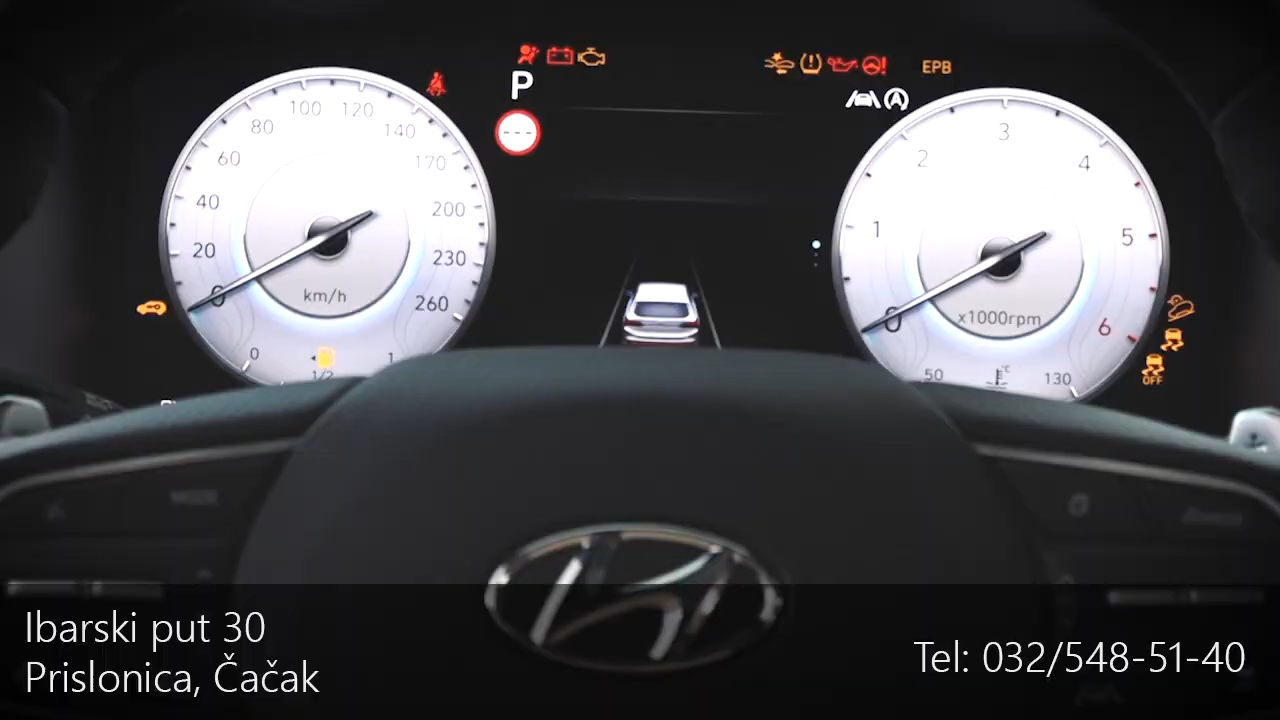 100 120
80 140
60 170
40 200
20 230
0 260
km/h
0 1/2 1
P
---
EPB
A
3
2 4
1 5
0 6
x1000rpm
50 °C 130
OFF
MODE
Ibarski put 30
Prislonica, Čačak
Tel: 032/548-51-40